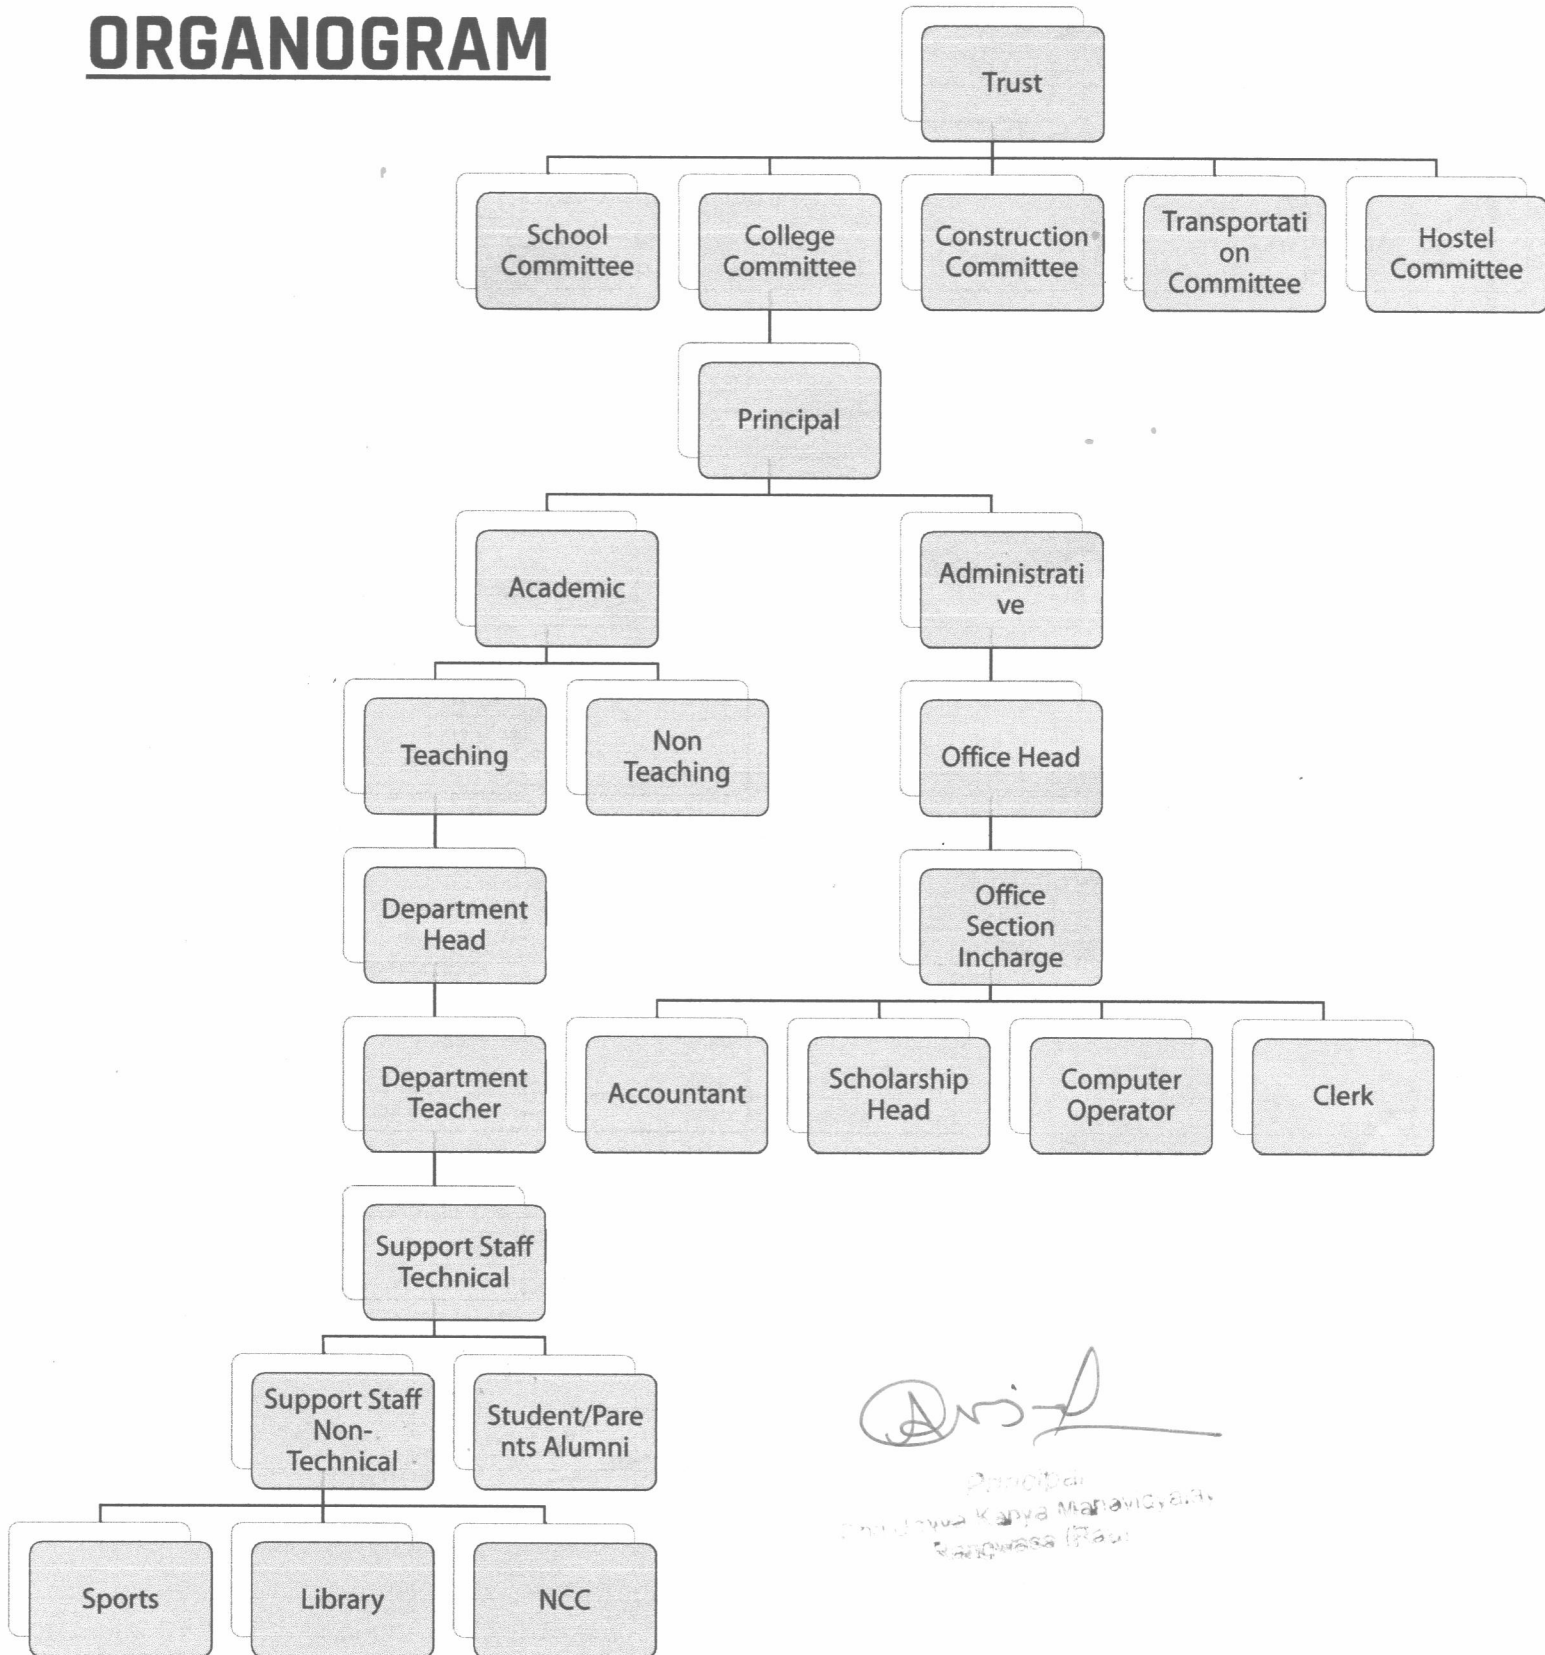 ORGANOGRAM
Trust
School
Committee
College
Committee
Construction
Committee
Transportati
on
Committee
Hostel
Committee
Principal
Academic
Administrati
ve
Teaching
Non
Teaching
Office Head
Department
Head
Office
Section
Incharge
Department
Teacher
Accountant
Scholarship
Head
Computer
Operator
Clerk
Support Staff
Technical
Support Staff
Non-
Technical
Student/Pare
nts Alumni
Principal
Kanya
Sports
Library
NCC